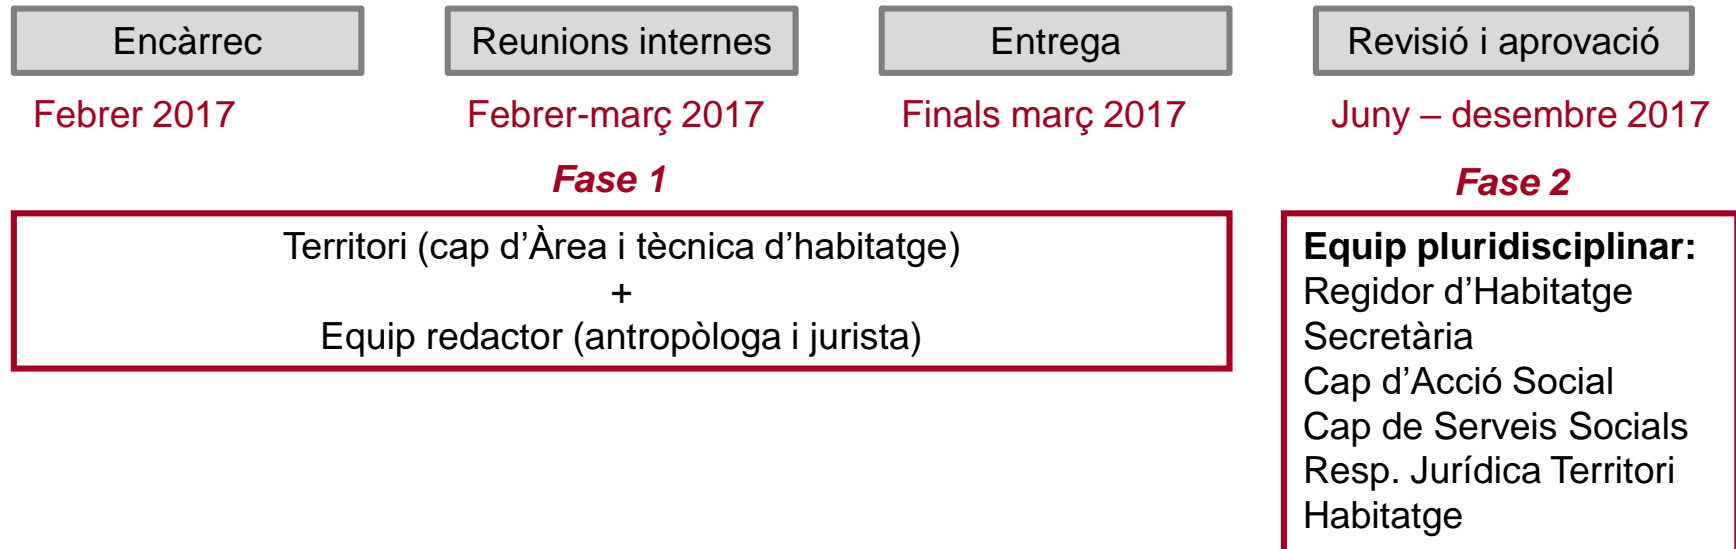 Encàrrec
Reunions internes
Entrega
Revisió i aprovació
Febrer 2017
Febrer-març 2017
Finals març 2017
Juny – desembre 2017
Fase 1
Fase 2
Territori (cap d’Àrea i tècnica d’habitatge)
+
Equip redactor (antropòloga i jurista)
Equip pluridisciplinar:
Regidor d’Habitatge
Secretària
Cap d’Acció Social
Cap de Serveis Socials
Resp. Jurídica Territori
Habitatge